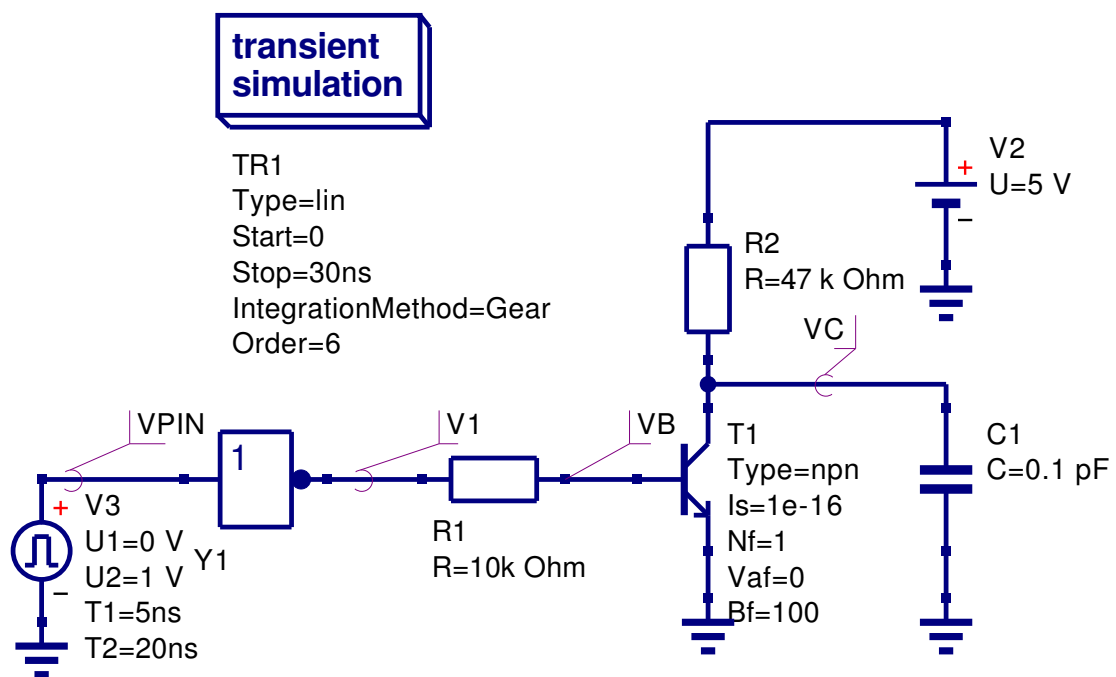 transient
simulation
TR1
Type=lin
Start=0
Stop=30ns
IntegrationMethod=Gear
Order=6
V2
U=5 V
+
–
R2
R=47 k Ohm
VC
VPIN
1
V1
VB
T1
Type=npn
Is=1e-16
Nf=1
Vaf=0
Bf=100
C1
C=0.1 pF
R1
R=10k Ohm
+
V3
U1=0 V
U2=1 V
–
T1=5ns
T2=20ns
Y1